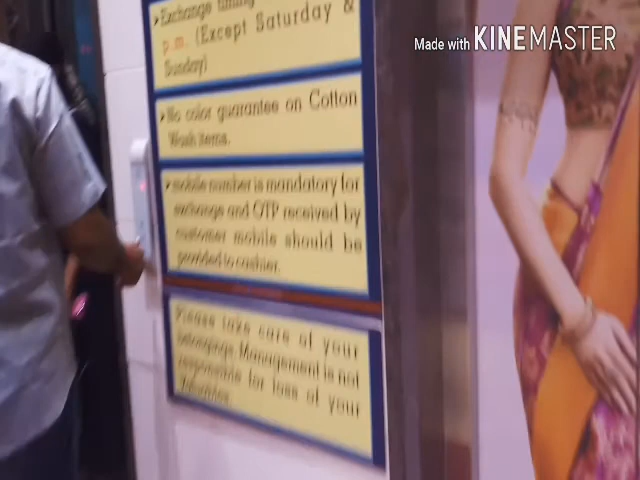 Made with KINEMASTER
▸Exchange timing
p.m. (Except Saturday &
Sunday)
▸No color guarantee on Cotton
Wash items.
▸mobile number is mandatory for
exchange and OTP received by
customer mobile should be
provided to cashier.
Please take care of your
belongings. Management is not
responsible for loss of your